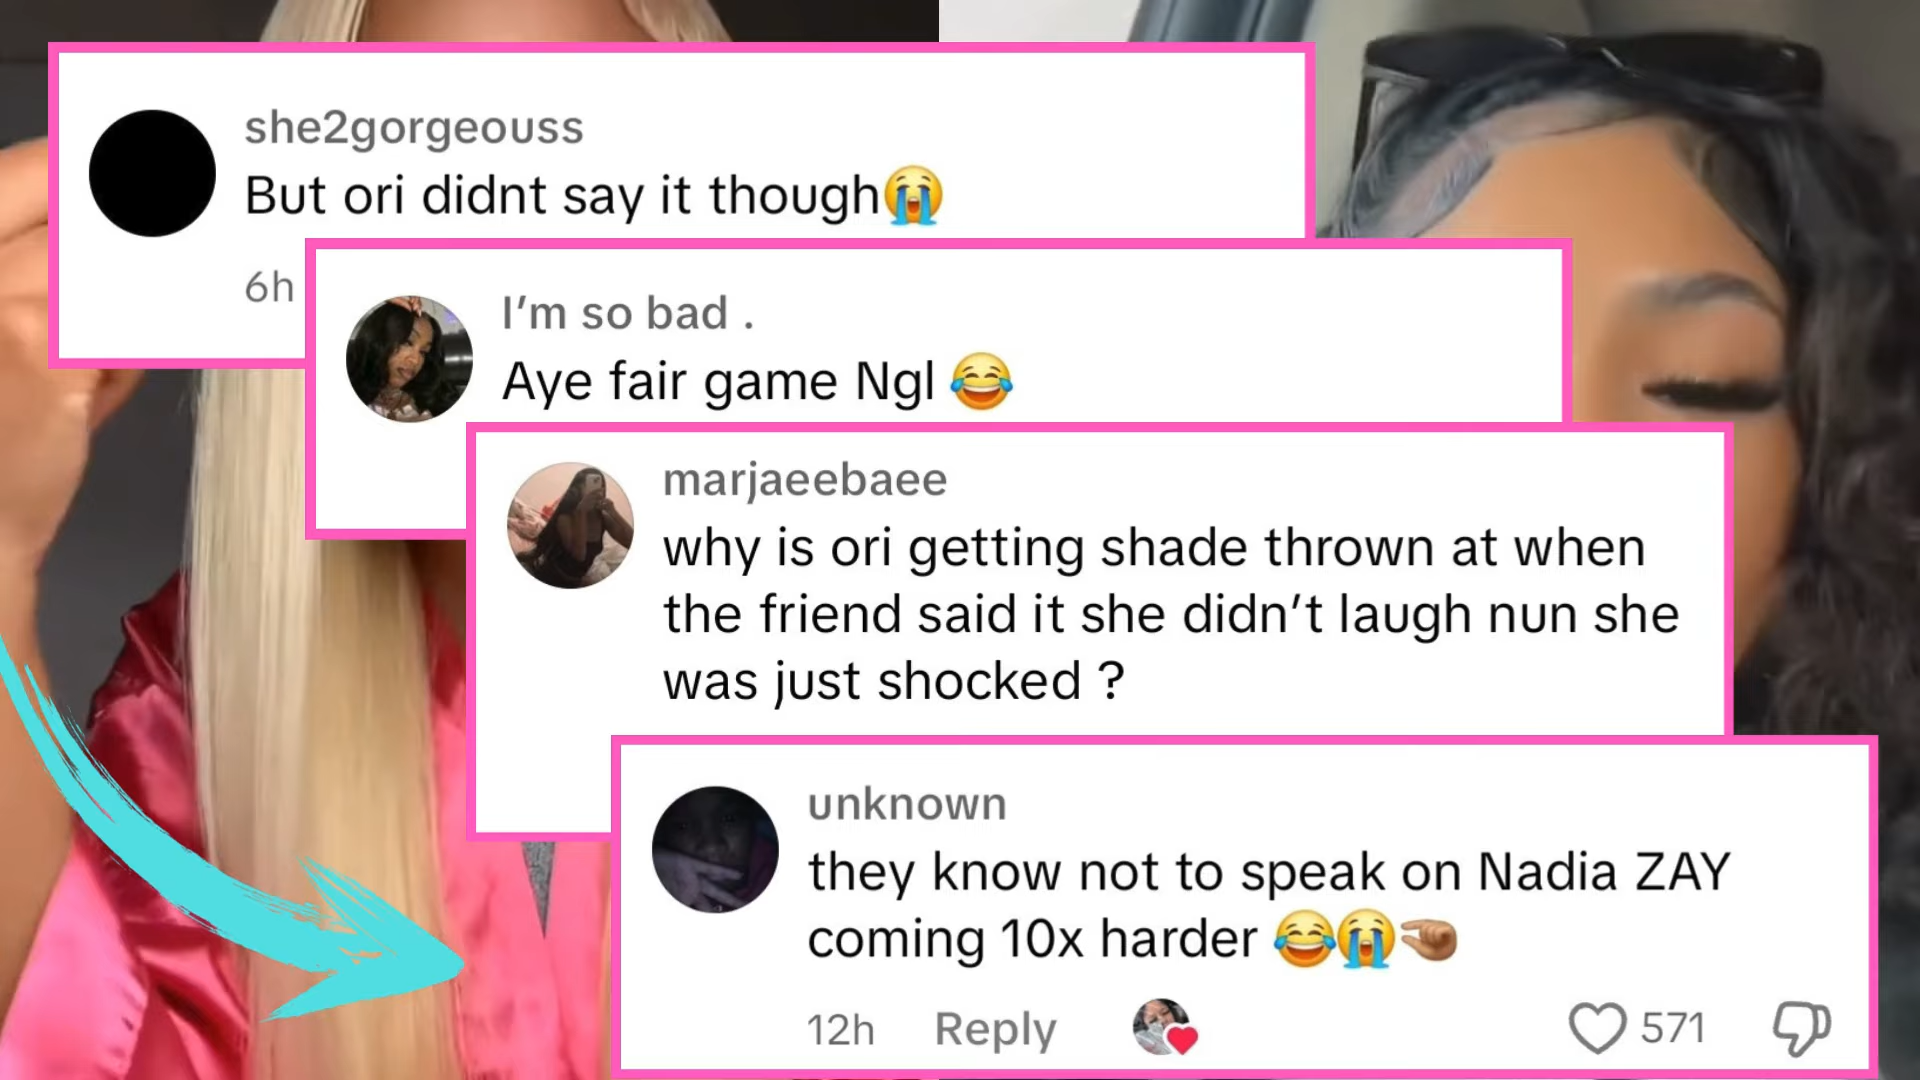 she2gorgeouss
But ori didnt say it though😭
6h
I’m so bad .
Aye fair game Ngl 😂
marjaeebaee
why is ori getting shade thrown at when
the friend said it she didn’t laugh nun she
was just shocked ?
unknown
they know not to speak on Nadia ZAY
coming 10x harder 😂😭🤏🏽
12h Reply 571